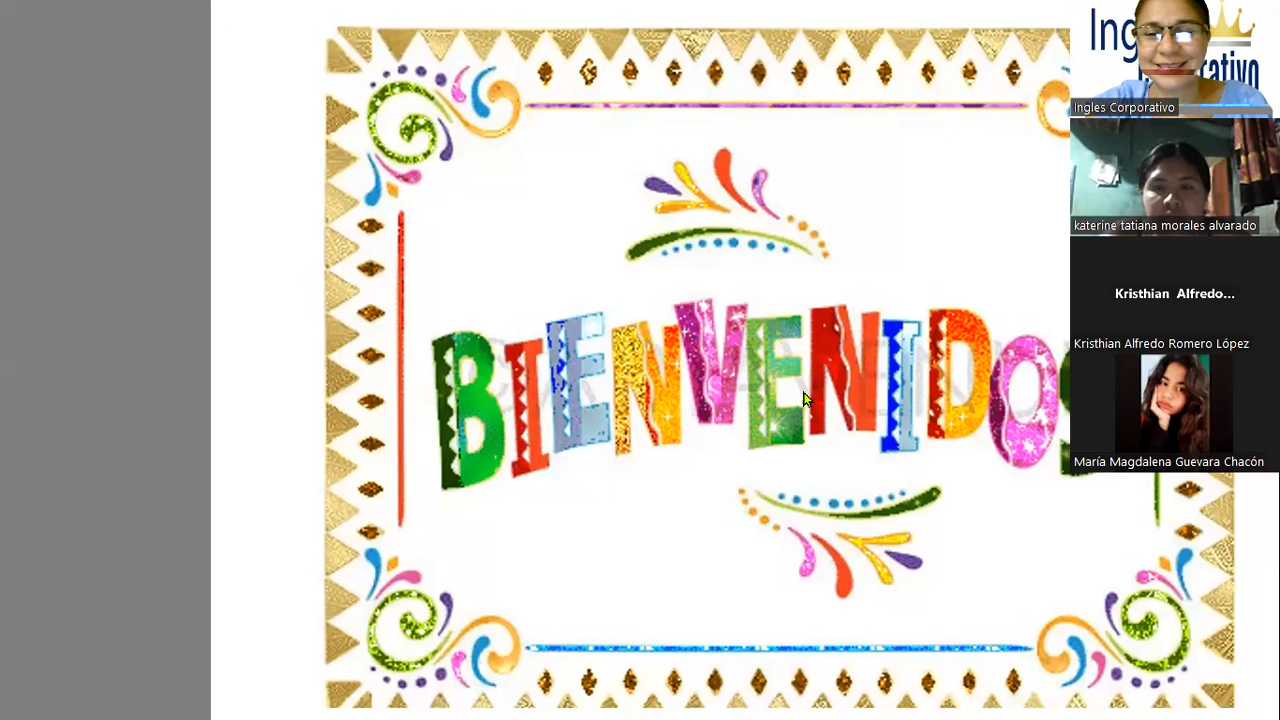 BIENVENIDOS
Ingles Corporativo
katerine tatiana morales alvarado
Kristhian Alfredo...
Kristhian Alfredo Romero López
María Magdalena Guevara Chacón